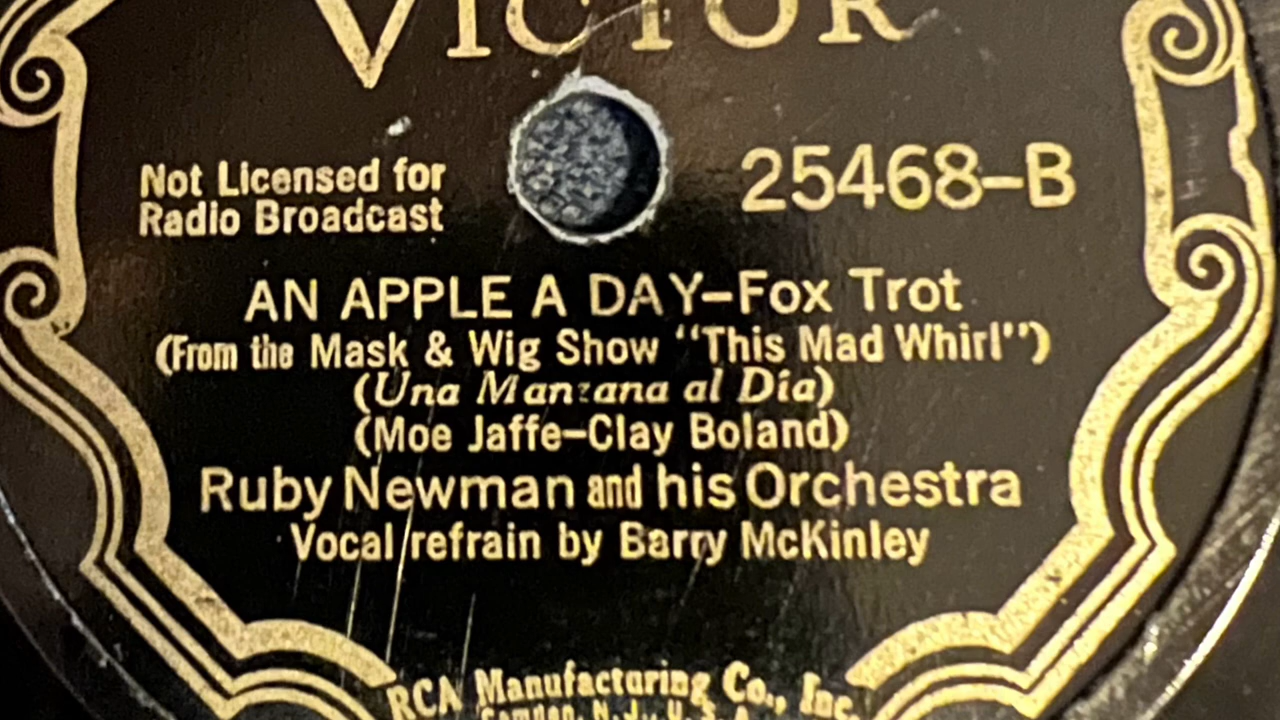 VICTOR
Not Licensed for
Radio Broadcast
25468-B
AN APPLE A DAY-Fox Trot
(From the Mask & Wig Show "This Mad Whirl")
(Una Manzana al Día)
(Moe Jaffe-Clay Boland)
Ruby Newman and his Orchestra
Vocal refrain by Barry McKinley
RCA Manufacturing Co., Inc.
Camden, N. J., U. S. A.